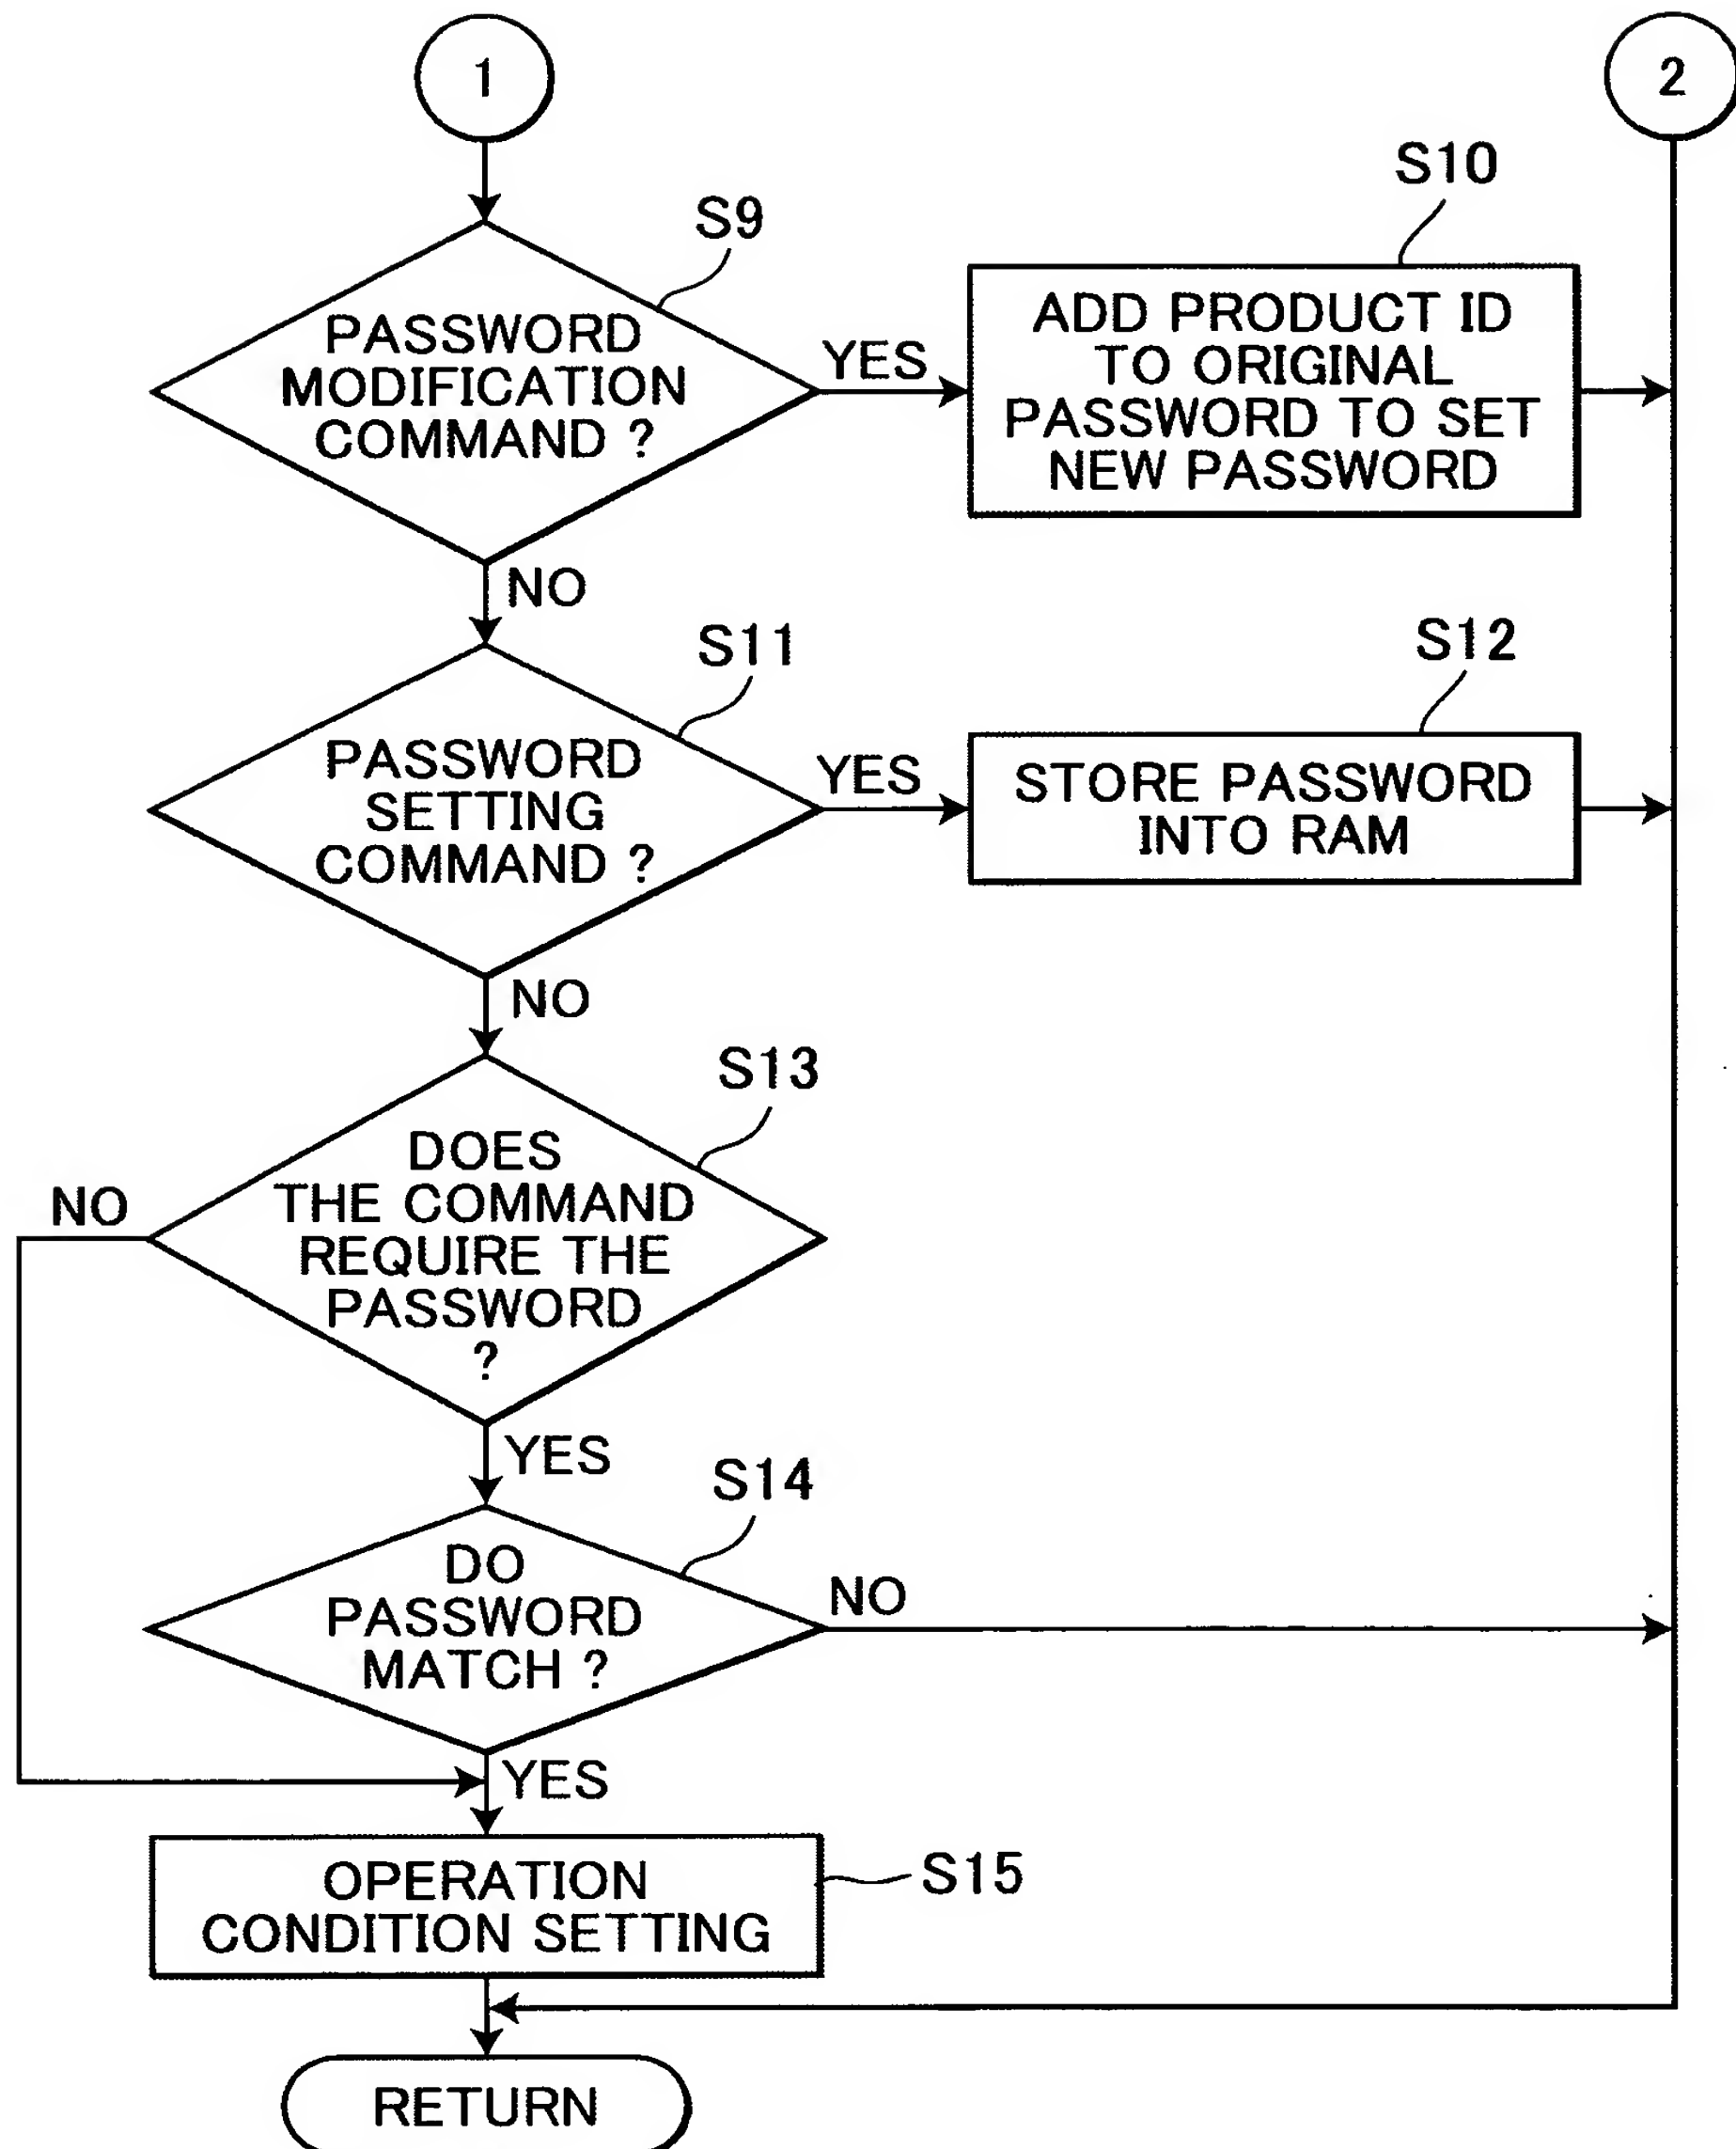 1
2
S10
S9
PASSWORD
MODIFICATION
COMMAND ?
YES
ADD PRODUCT ID
TO ORIGINAL
PASSWORD TO SET
NEW PASSWORD
NO
S11
S12
PASSWORD
SETTING
COMMAND ?
YES
STORE PASSWORD
INTO RAM
NO
S13
DOES
THE COMMAND
REQUIRE THE
PASSWORD
?
NO
YES
S14
DO
PASSWORD
MATCH ?
NO
YES
OPERATION
CONDITION SETTING
S15
RETURN